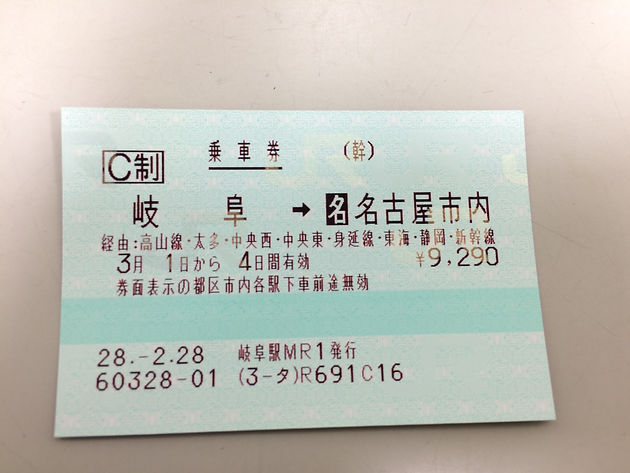 C制 乗車券 (幹)
岐阜 → 名 名古屋市内
経由:高山線・太多・中央西・中央東・身延線・東海・静岡・新幹線
3月 1日から 4日間有効 ¥9,290
券面表示の都区市内各駅下車前途無効
28.-2.28 岐阜駅MR1発行
60328-01 (3-タ)R691C16